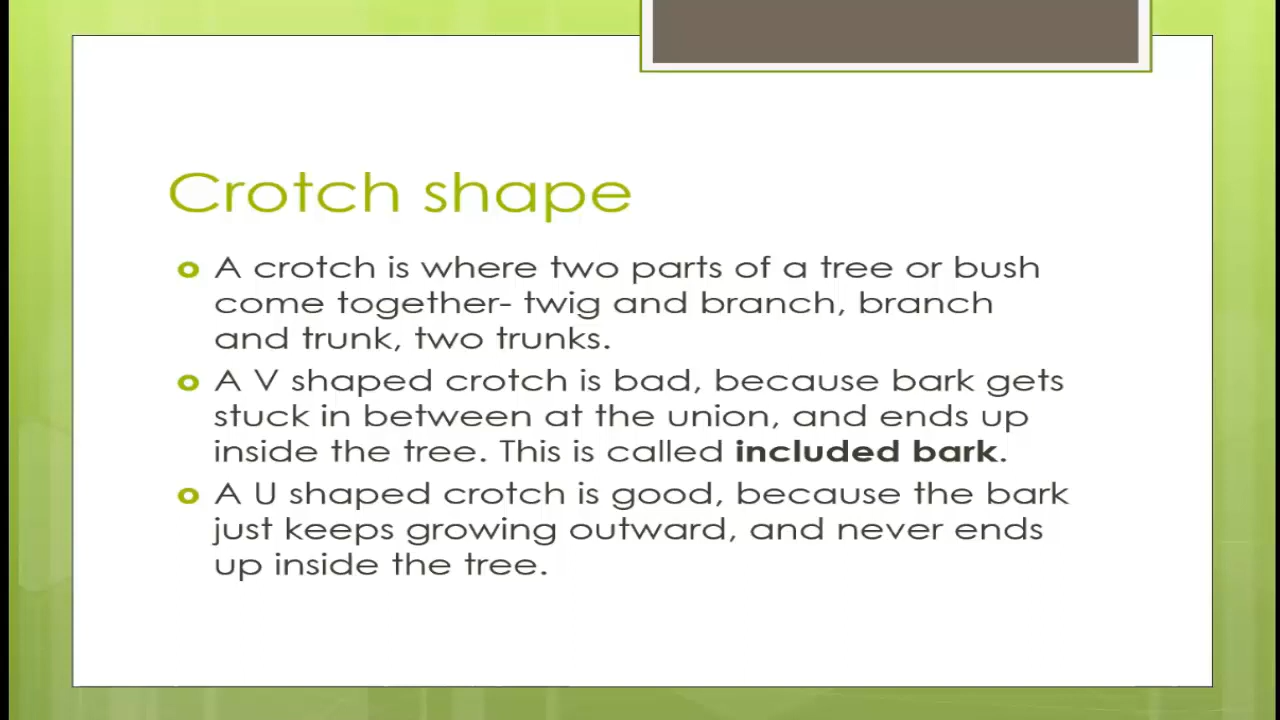 Crotch shape
A crotch is where two parts of a tree or bush
come together- twig and branch, branch
and trunk, two trunks.
A V shaped crotch is bad, because bark gets
stuck in between at the union, and ends up
inside the tree. This is called included bark.
A U shaped crotch is good, because the bark
just keeps growing outward, and never ends
up inside the tree.